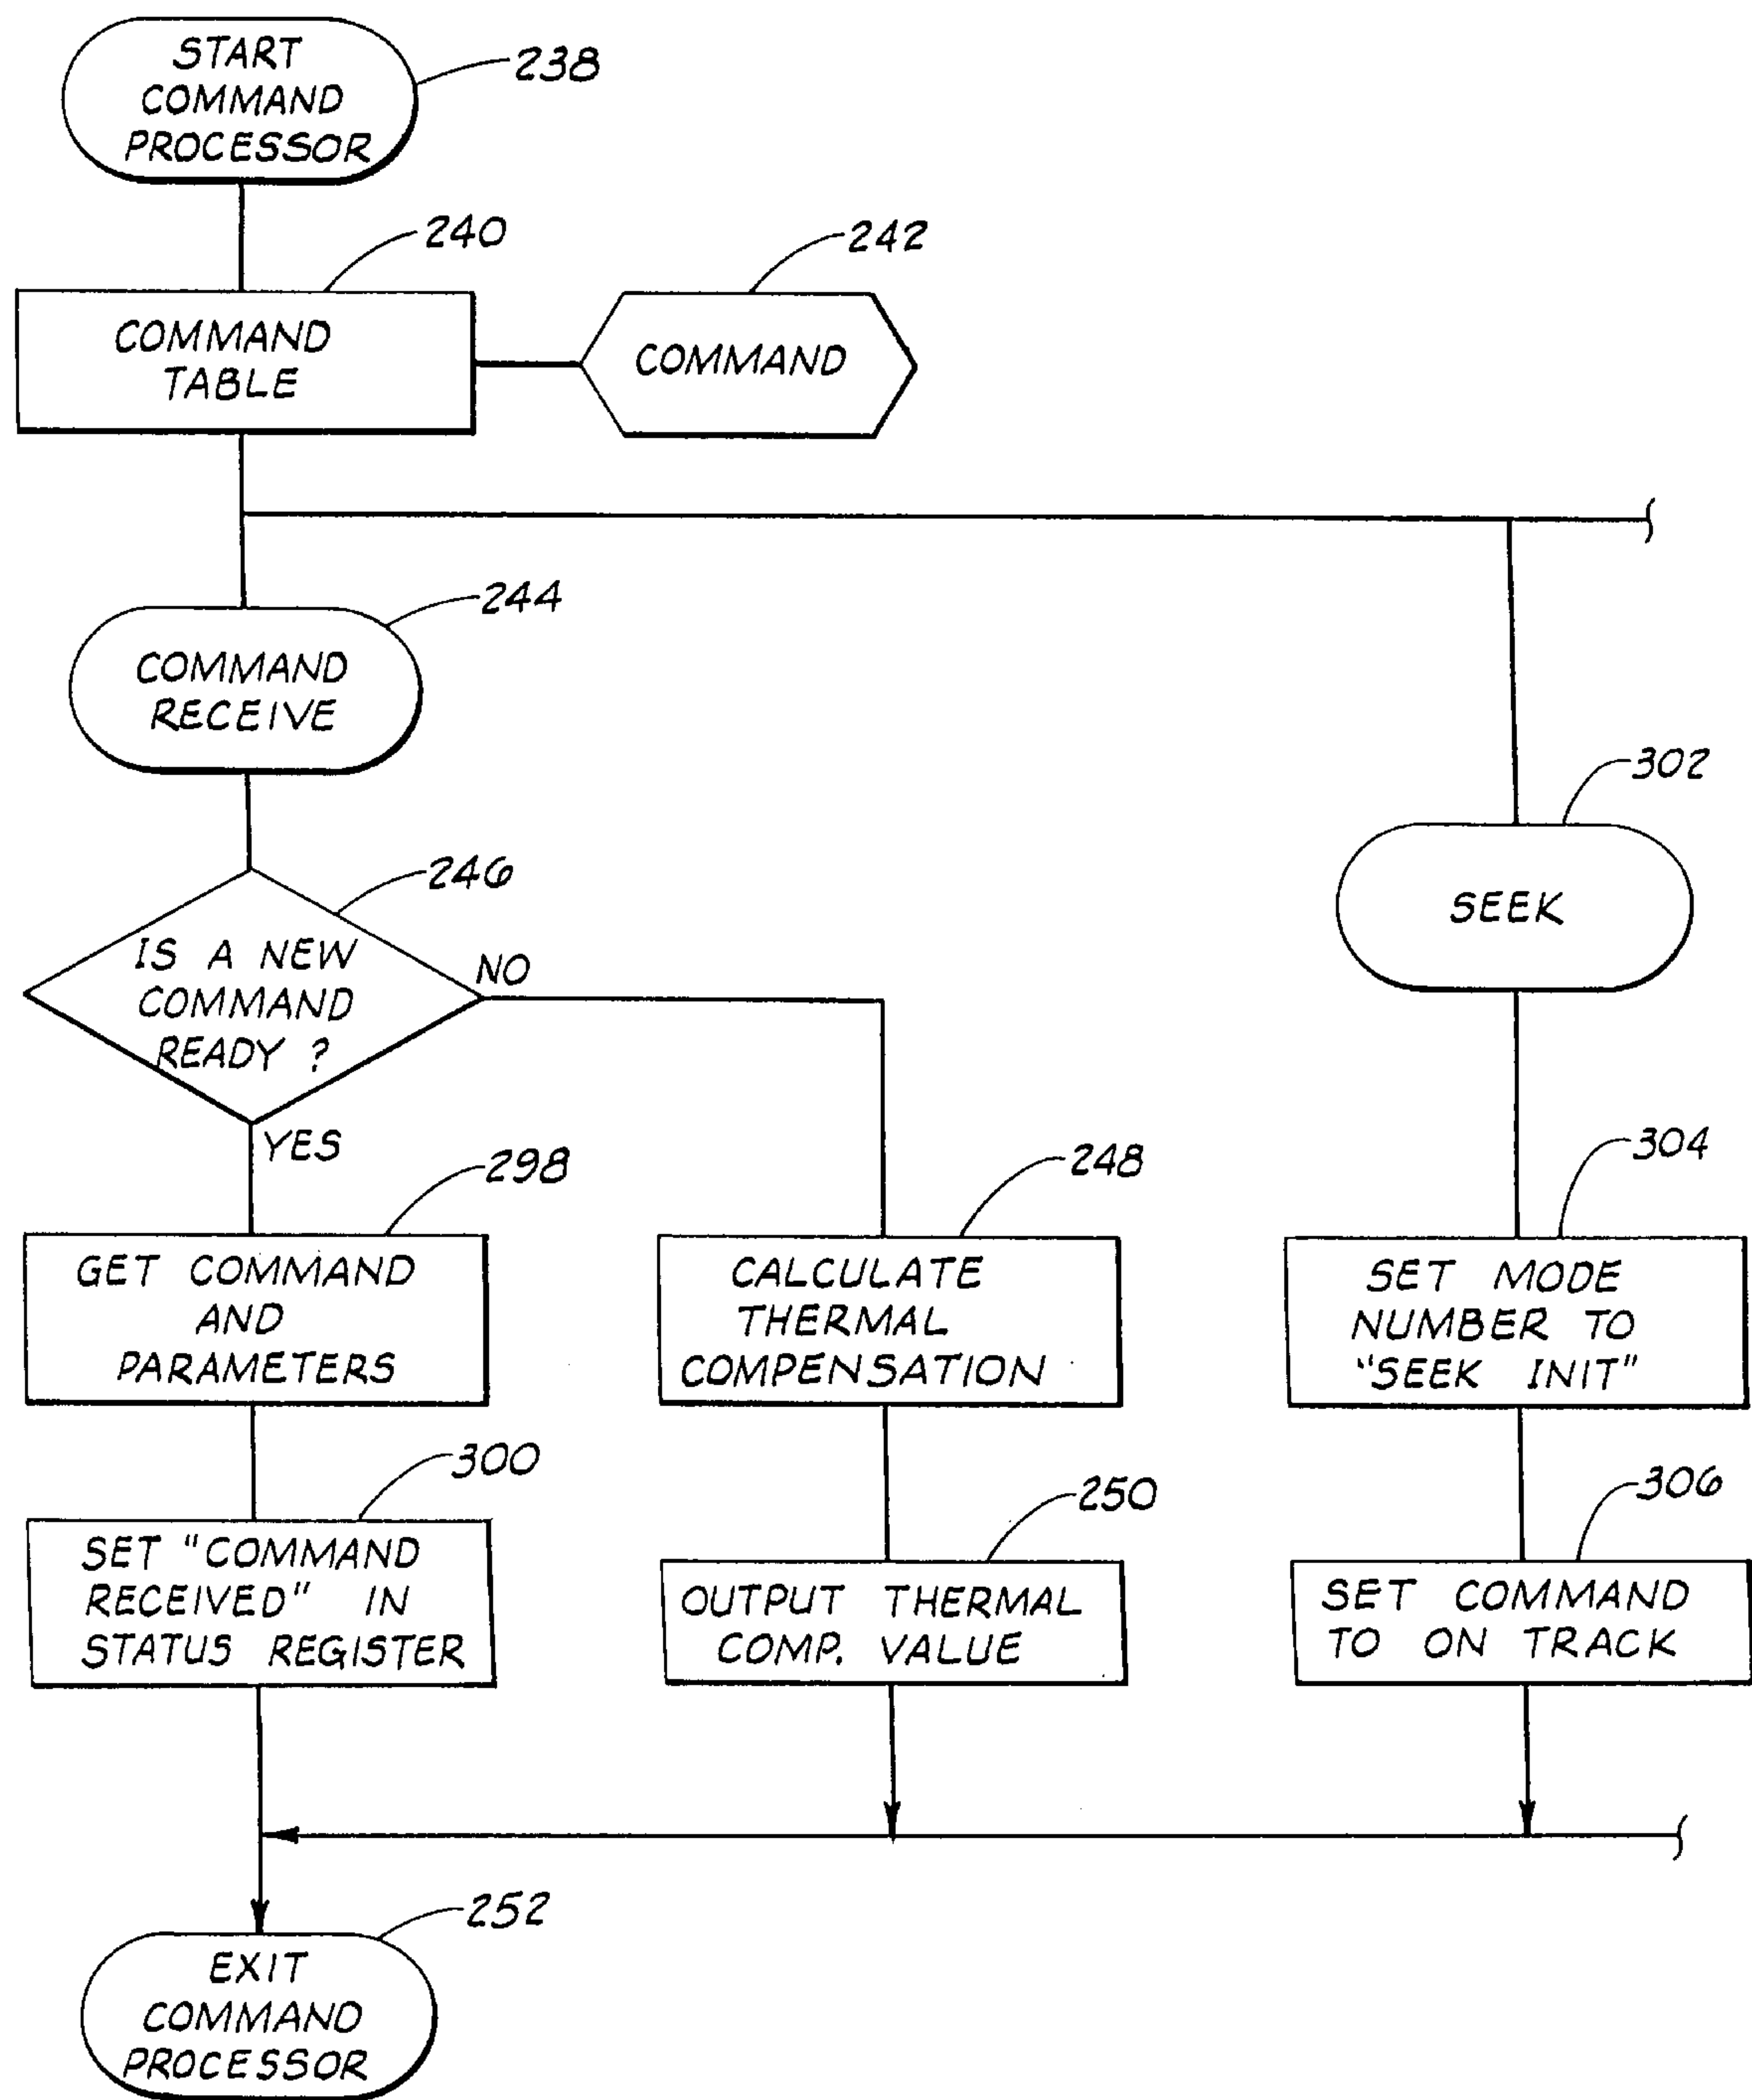 START
COMMAND
PROCESSOR
238
240
COMMAND
TABLE
242
COMMAND
244
COMMAND
RECEIVE
302
SEEK
246
IS A NEW
COMMAND
READY ?
NO
YES
298
GET COMMAND
AND
PARAMETERS
248
CALCULATE
THERMAL
COMPENSATION
304
SET MODE
NUMBER TO
"SEEK INIT"
300
SET "COMMAND
RECEIVED" IN
STATUS REGISTER
250
OUTPUT THERMAL
COMP. VALUE
306
SET COMMAND
TO ON TRACK
252
EXIT
COMMAND
PROCESSOR